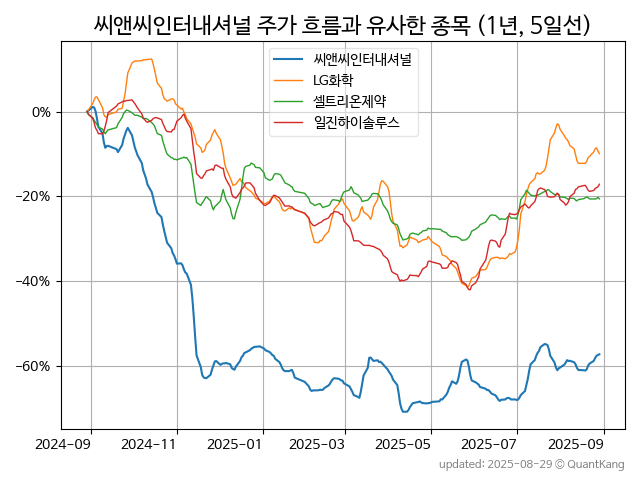 씨앤씨인터내셔널 주가 흐름과 유사한 종목 (1년, 5일선)
씨앤씨인터내셔널
LG화학
셀트리온제약
일진하이솔루스
0%
−20%
−40%
−60%
2024-09 2024-11 2025-01 2025-03 2025-05 2025-07 2025-09
updated: 2025-08-29 © QuantKang